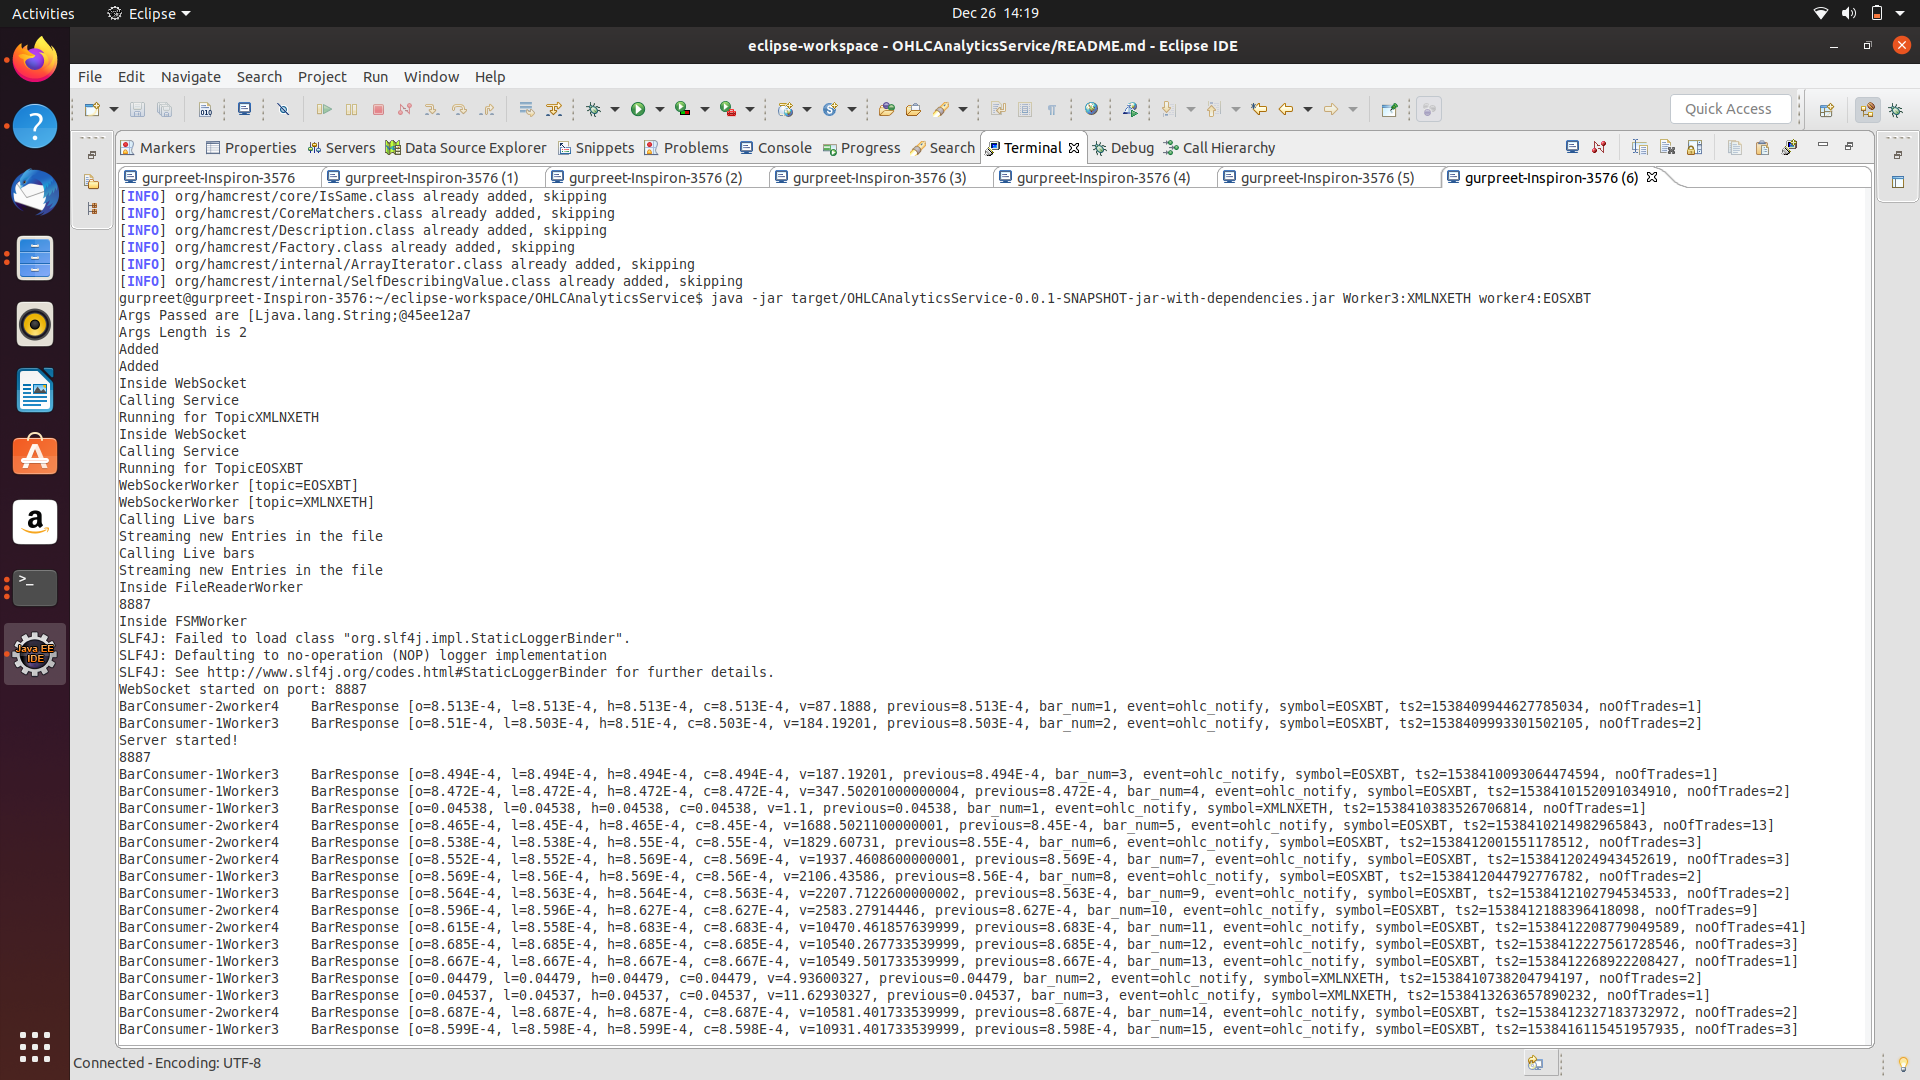 Activities Eclipse Dec 26 14:19
eclipse-workspace - OHLCAnalyticsService/README.md - Eclipse IDE
File Edit Navigate Search Project Run Window Help
Quick Access
Markers Properties Servers Data Source Explorer Snippets Problems Console Progress Search Terminal Debug Call Hierarchy
gurpreet-Inspiron-3576 gurpreet-Inspiron-3576 (1) gurpreet-Inspiron-3576 (2) gurpreet-Inspiron-3576 (3) gurpreet-Inspiron-3576 (4) gurpreet-Inspiron-3576 (5) gurpreet-Inspiron-3576 (6)
[INFO] org/hamcrest/core/IsSame.class already added, skipping
[INFO] org/hamcrest/CoreMatchers.class already added, skipping
[INFO] org/hamcrest/Description.class already added, skipping
[INFO] org/hamcrest/Factory.class already added, skipping
[INFO] org/hamcrest/internal/ArrayIterator.class already added, skipping
[INFO] org/hamcrest/internal/SelfDescribingValue.class already added, skipping
gurpreet@gurpreet-Inspiron-3576:~/eclipse-workspace/OHLCAnalyticsService$ java -jar target/OHLCAnalyticsService-0.0.1-SNAPSHOT-jar-with-dependencies.jar Worker3:XMLNXETH worker4:EOSXBT
Args Passed are [Ljava.lang.String;@45ee12a7
Args Length is 2
Added
Added
Inside WebSocket
Calling Service
Running for TopicXMLNXETH
Inside WebSocket
Calling Service
Running for TopicEOSXBT
WebSockerWorker [topic=EOSXBT]
WebSockerWorker [topic=XMLNXETH]
Calling Live bars
Streaming new Entries in the file
Calling Live bars
Streaming new Entries in the file
Inside FileReaderWorker
8887
Inside FSMWorker
SLF4J: Failed to load class "org.slf4j.impl.StaticLoggerBinder".
SLF4J: Defaulting to no-operation (NOP) logger implementation
SLF4J: See http://www.slf4j.org/codes.html#StaticLoggerBinder for further details.
WebSocket started on port: 8887
BarConsumer-2worker4 BarResponse [o=8.513E-4, l=8.513E-4, h=8.513E-4, c=8.513E-4, v=87.1888, previous=8.513E-4, bar_num=1, event=ohlc_notify, symbol=EOSXBT, ts2=1538409944627785034, noOfTrades=1]
BarConsumer-1Worker3 BarResponse [o=8.51E-4, l=8.503E-4, h=8.51E-4, c=8.503E-4, v=184.19201, previous=8.503E-4, bar_num=2, event=ohlc_notify, symbol=EOSXBT, ts2=1538409993301502105, noOfTrades=2]
Server started!
8887
BarConsumer-1Worker3 BarResponse [o=8.494E-4, l=8.494E-4, h=8.494E-4, c=8.494E-4, v=187.19201, previous=8.494E-4, bar_num=3, event=ohlc_notify, symbol=EOSXBT, ts2=1538410093064474594, noOfTrades=1]
BarConsumer-1Worker3 BarResponse [o=8.472E-4, l=8.472E-4, h=8.472E-4, c=8.472E-4, v=347.50201000000004, previous=8.472E-4, bar_num=4, event=ohlc_notify, symbol=EOSXBT, ts2=1538410152091034910, noOfTrades=2]
BarConsumer-1Worker3 BarResponse [o=0.04538, l=0.04538, h=0.04538, c=0.04538, v=1.1, previous=0.04538, bar_num=1, event=ohlc_notify, symbol=XMLNXETH, ts2=1538410383526706814, noOfTrades=1]
BarConsumer-2worker4 BarResponse [o=8.465E-4, l=8.45E-4, h=8.465E-4, c=8.45E-4, v=1688.5021100000001, previous=8.45E-4, bar_num=5, event=ohlc_notify, symbol=EOSXBT, ts2=1538410214982965843, noOfTrades=13]
BarConsumer-2worker4 BarResponse [o=8.538E-4, l=8.538E-4, h=8.55E-4, c=8.55E-4, v=1829.60731, previous=8.55E-4, bar_num=6, event=ohlc_notify, symbol=EOSXBT, ts2=1538412001551178512, noOfTrades=3]
BarConsumer-2worker4 BarResponse [o=8.552E-4, l=8.552E-4, h=8.569E-4, c=8.569E-4, v=1937.4608600000001, previous=8.569E-4, bar_num=7, event=ohlc_notify, symbol=EOSXBT, ts2=1538412024943452619, noOfTrades=3]
BarConsumer-1Worker3 BarResponse [o=8.569E-4, l=8.56E-4, h=8.569E-4, c=8.56E-4, v=2106.43586, previous=8.56E-4, bar_num=8, event=ohlc_notify, symbol=EOSXBT, ts2=1538412044792776782, noOfTrades=2]
BarConsumer-1Worker3 BarResponse [o=8.564E-4, l=8.563E-4, h=8.564E-4, c=8.563E-4, v=2207.7122600000002, previous=8.563E-4, bar_num=9, event=ohlc_notify, symbol=EOSXBT, ts2=1538412102794534533, noOfTrades=2]
BarConsumer-2worker4 BarResponse [o=8.596E-4, l=8.596E-4, h=8.627E-4, c=8.627E-4, v=2583.27914446, previous=8.627E-4, bar_num=10, event=ohlc_notify, symbol=EOSXBT, ts2=1538412188396418098, noOfTrades=9]
BarConsumer-2worker4 BarResponse [o=8.615E-4, l=8.558E-4, h=8.683E-4, c=8.683E-4, v=10470.461857639999, previous=8.683E-4, bar_num=11, event=ohlc_notify, symbol=EOSXBT, ts2=1538412208779049589, noOfTrades=41]
BarConsumer-1Worker3 BarResponse [o=8.685E-4, l=8.685E-4, h=8.685E-4, c=8.685E-4, v=10540.267733539999, previous=8.685E-4, bar_num=12, event=ohlc_notify, symbol=EOSXBT, ts2=1538412227561728546, noOfTrades=3]
BarConsumer-1Worker3 BarResponse [o=8.667E-4, l=8.667E-4, h=8.667E-4, c=8.667E-4, v=10549.501733539999, previous=8.667E-4, bar_num=13, event=ohlc_notify, symbol=EOSXBT, ts2=1538412268922208427, noOfTrades=1]
BarConsumer-1Worker3 BarResponse [o=0.04479, l=0.04479, h=0.04479, c=0.04479, v=4.93600327, previous=0.04479, bar_num=2, event=ohlc_notify, symbol=XMLNXETH, ts2=1538410738204794197, noOfTrades=2]
BarConsumer-1Worker3 BarResponse [o=0.04537, l=0.04537, h=0.04537, c=0.04537, v=11.62930327, previous=0.04537, bar_num=3, event=ohlc_notify, symbol=XMLNXETH, ts2=1538413263657890232, noOfTrades=1]
BarConsumer-2worker4 BarResponse [o=8.687E-4, l=8.687E-4, h=8.687E-4, c=8.687E-4, v=10581.401733539999, previous=8.687E-4, bar_num=14, event=ohlc_notify, symbol=EOSXBT, ts2=1538412327183732972, noOfTrades=2]
BarConsumer-1Worker3 BarResponse [o=8.599E-4, l=8.598E-4, h=8.599E-4, c=8.598E-4, v=10931.401733539999, previous=8.598E-4, bar_num=15, event=ohlc_notify, symbol=EOSXBT, ts2=1538416115451957935, noOfTrades=3]
Java EE
IDE
Connected - Encoding: UTF-8